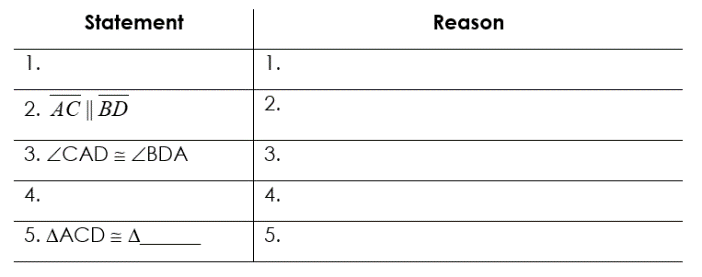 Statement Reason
1. 1.
2. AC || BD 2.
3. ∠CAD ≅ ∠BDA 3.
4. 4.
5. ΔACD ≅ Δ______ 5.